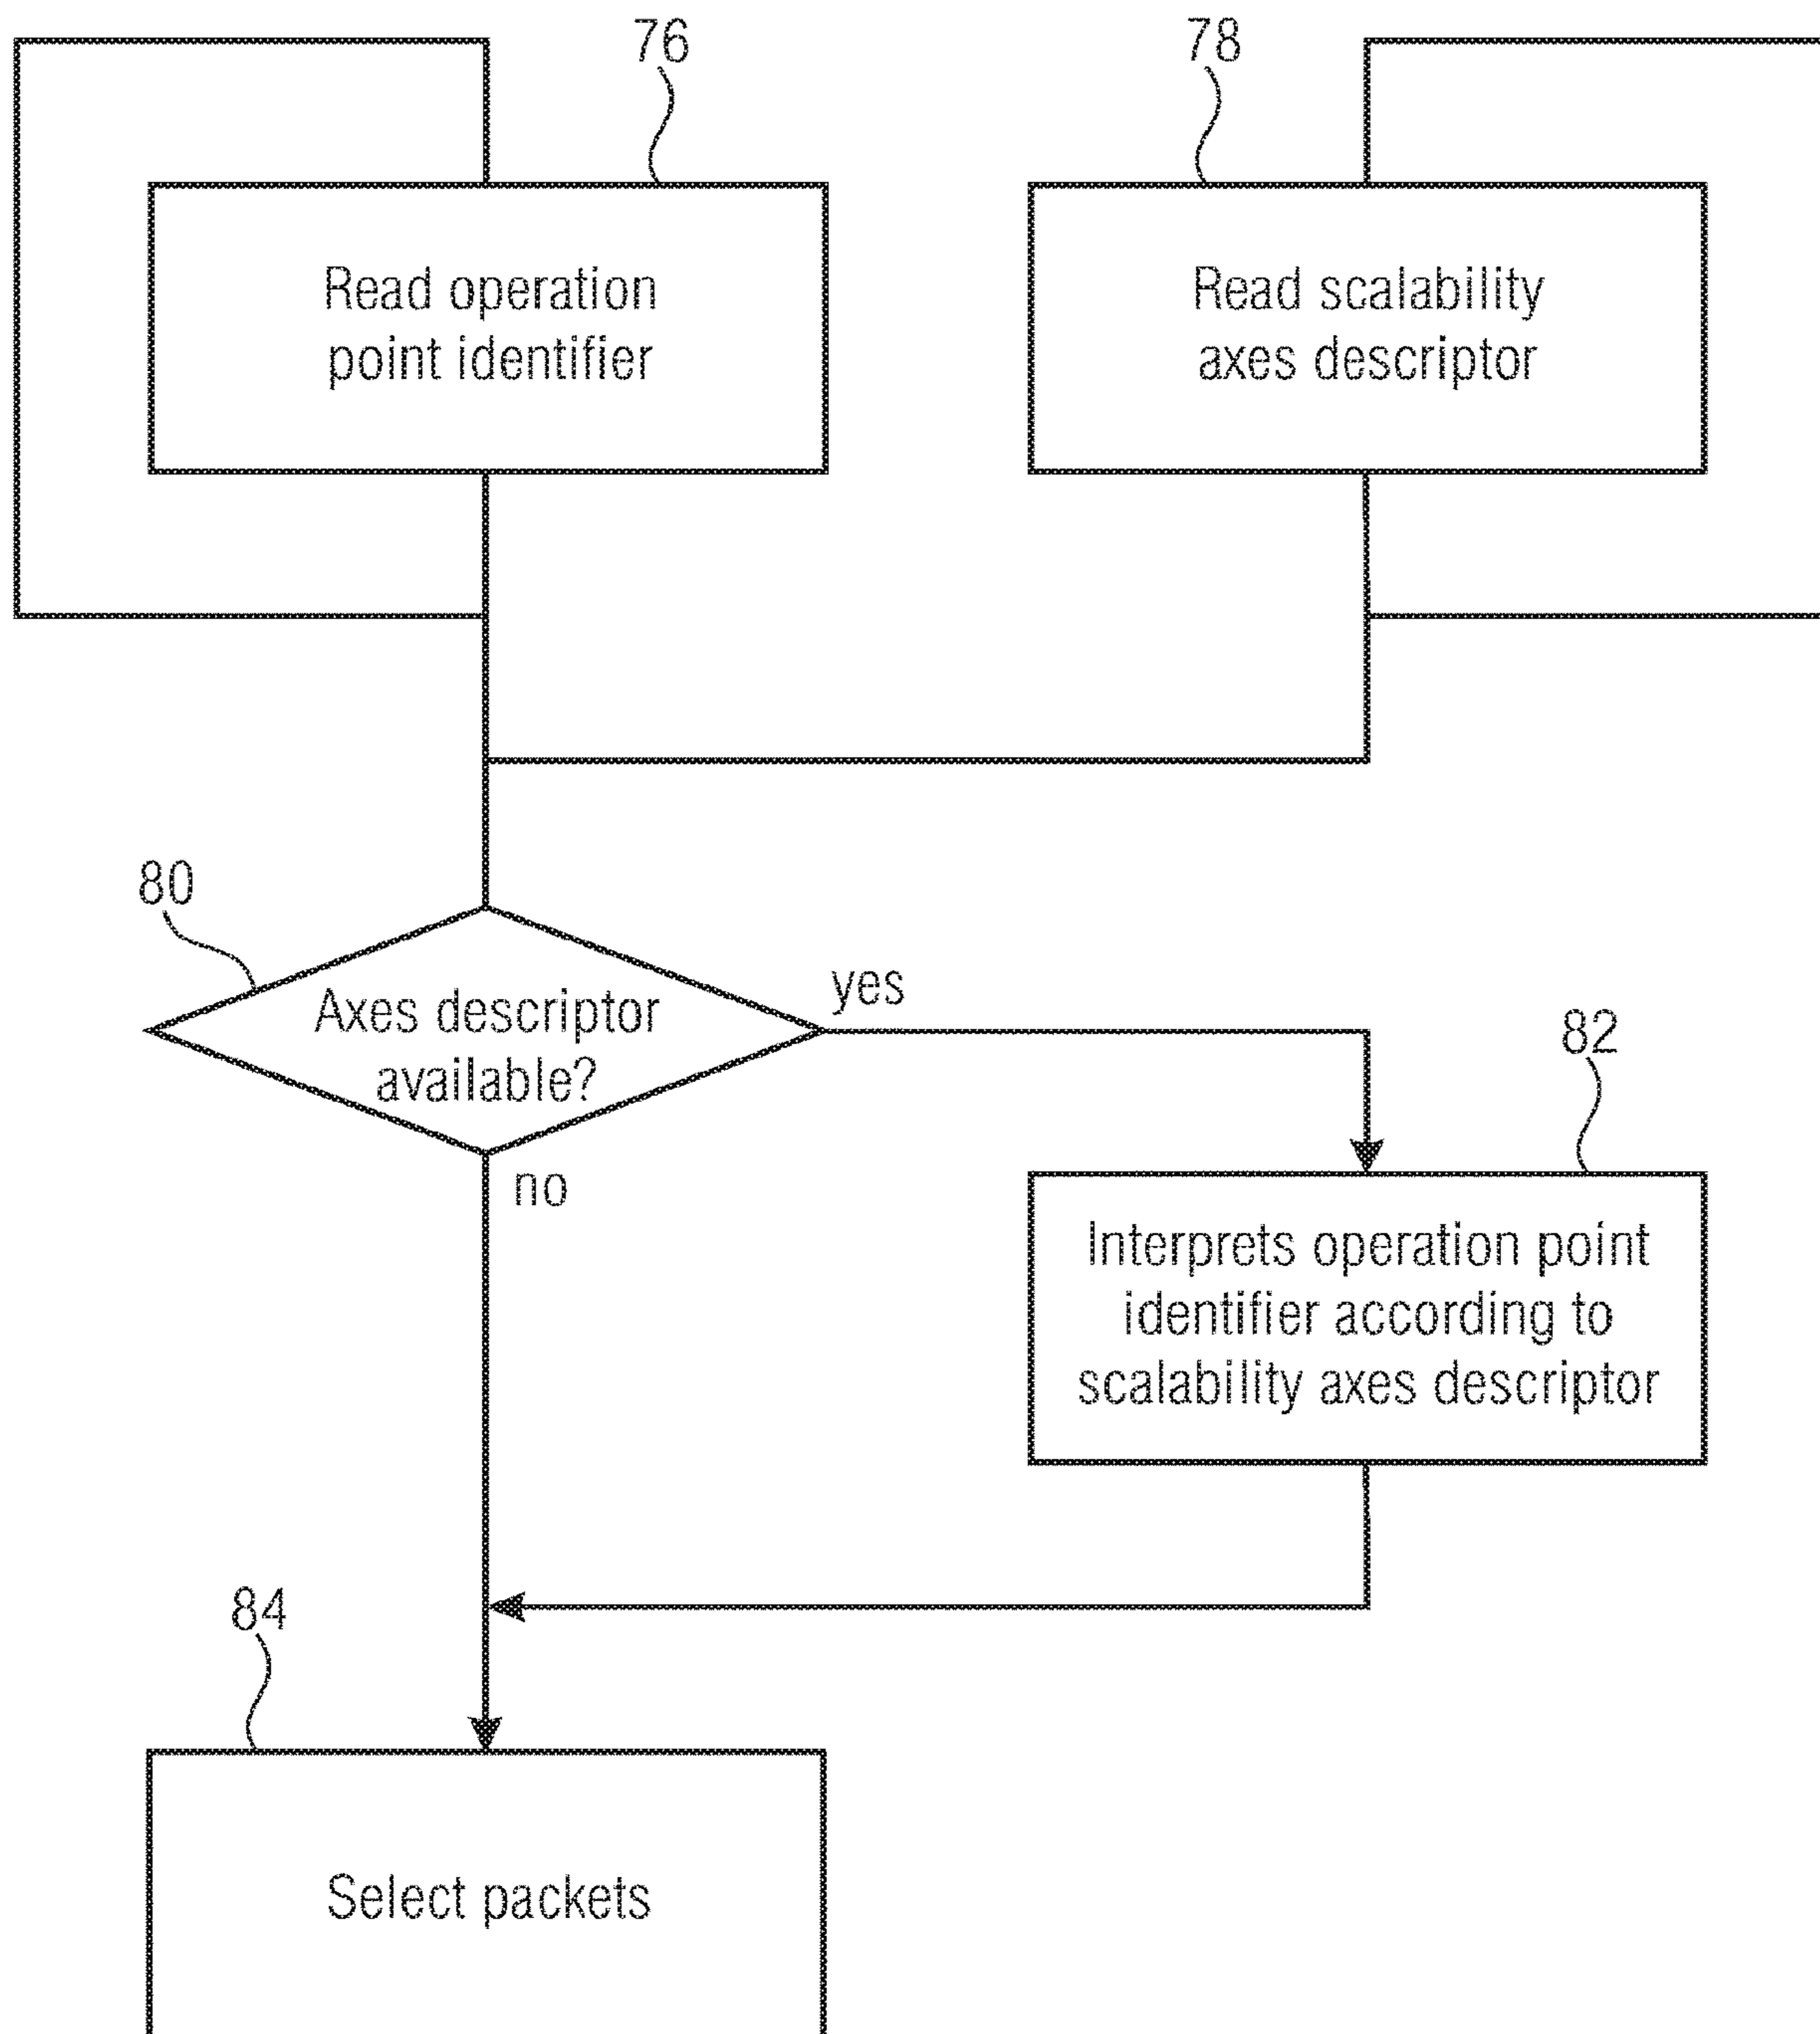 76
78
Read operation
point identifier
Read scalability
axes descriptor
80
Axes descriptor
available?
yes
no
82
Interprets operation point
identifier according to
scalability axes descriptor
84
Select packets